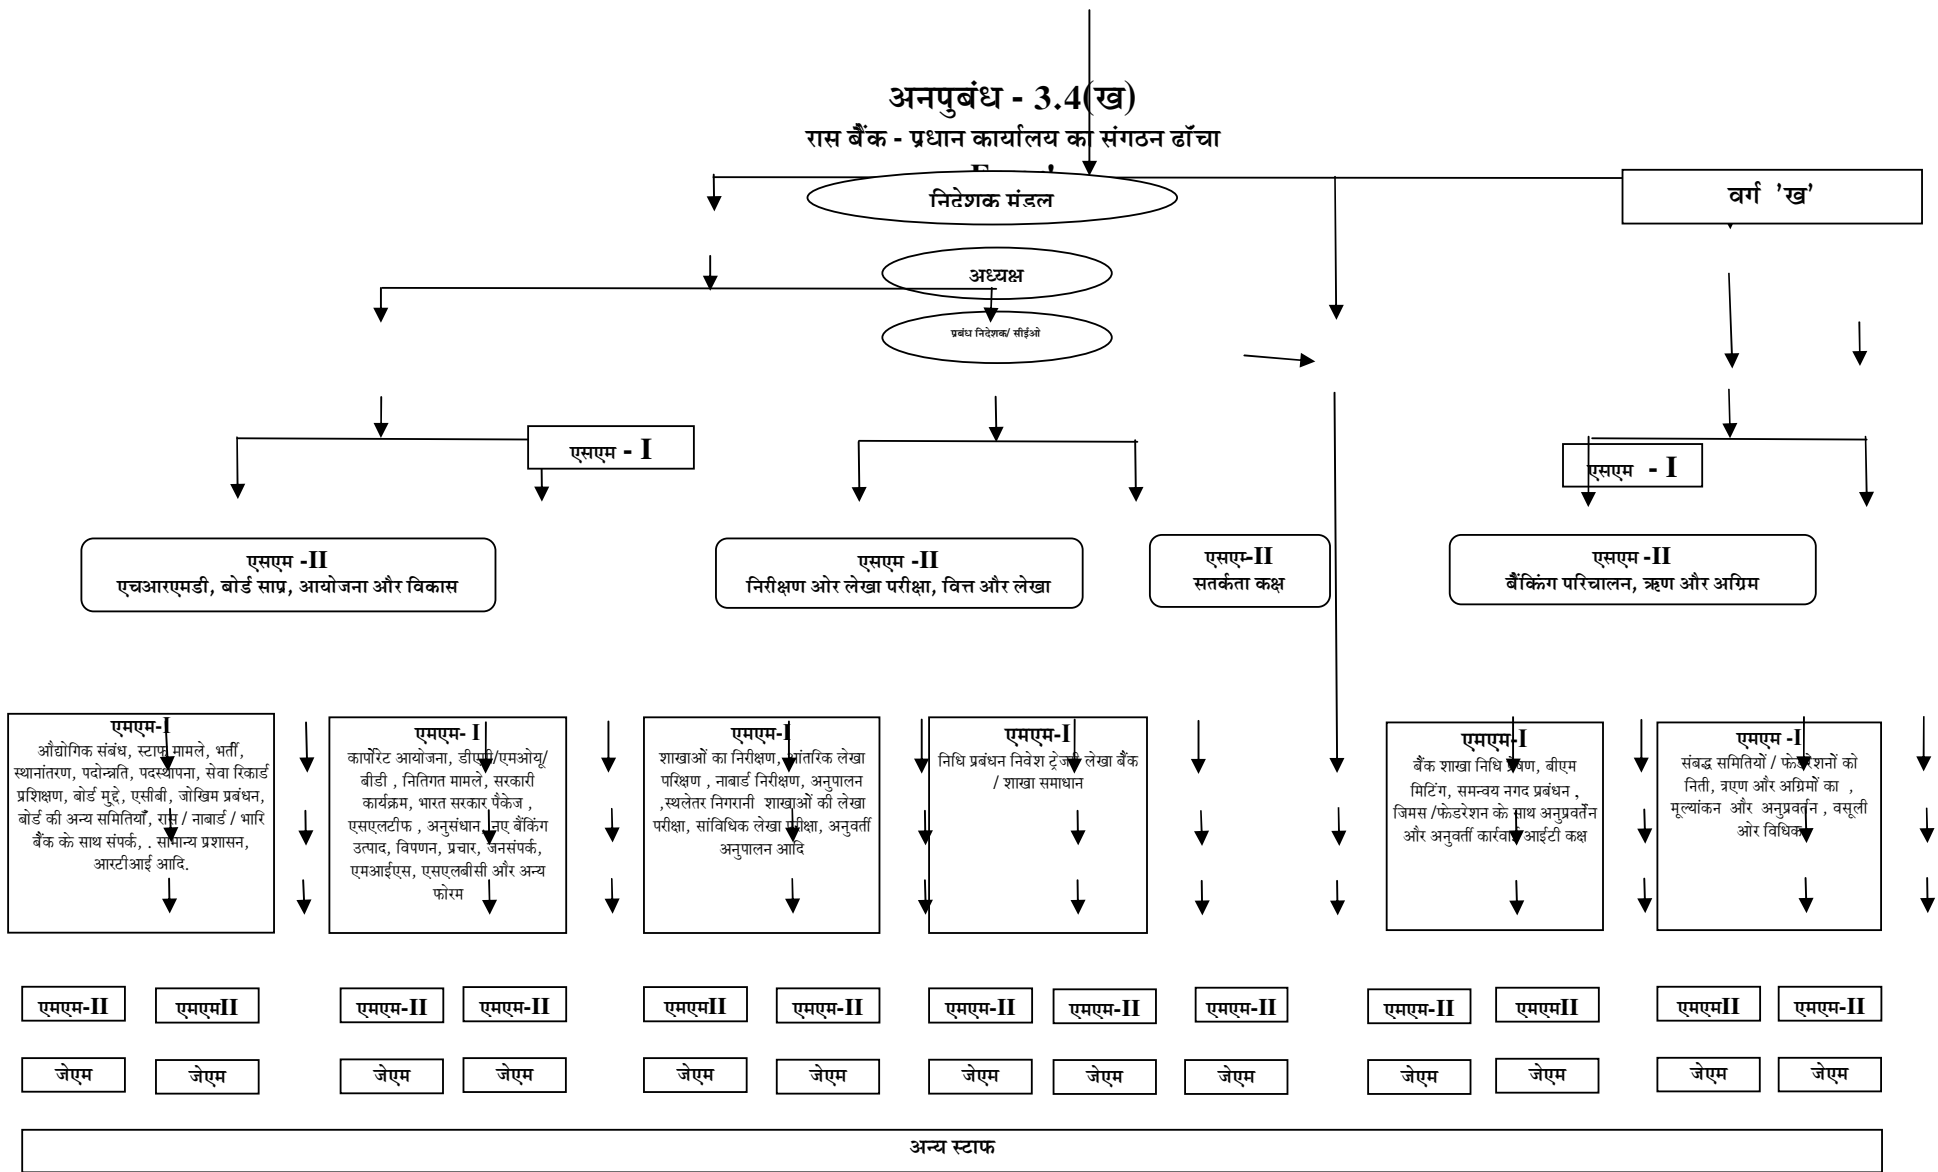 अनपुबंध - 3.4(ख)
रास बैंक - प्रधान कार्यालय का संगठन ढॉचा
निदेशक मंडल
वर्ग 'ख'
अध्यक्ष
प्रबंध निदेशक/ सीईओ
एसएम - I
एसएम - I
एसएम -II
एचआरएमडी, बोर्ड साप्र, आयोजना और विकास
एसएम -II
निरीक्षण ओर लेखा परीक्षा, वित्त और लेखा
एसएम-II
सतर्कता कक्ष
एसएम -II
बैंकिंग परिचालन, ऋण और अग्रिम
एमएम-I
औद्योगिक संबंध, स्टाफ मामले, भर्ती,
स्थानांतरण, पदोन्नति, पदस्थापना, सेवा रिकार्ड
प्रशिक्षण, बोर्ड मुद्दे, एसीबी, जोखिम प्रबंधन,
बोर्ड की अन्य समितियॉं, रास / नाबार्ड / भारि
बैंक के साथ संपर्क, . सामान्य प्रशासन,
आरटीआई आदि.
एमएम- I
कार्पोरेट आयोजना, /एमओयू/
बीडी , नितिगत मामले, सरकारी
कार्यक्रम, भारत सरकार पैकेज ,
एसएलटीफ , अनुसंधान , नए बैंकिंग
उत्पाद, विपणन, प्रचार, जनसंपर्क,
एमआईएस, एसएलबीसी और अन्य
फोरम
एमएम-I
शाखाओं का निरीक्षण, आंतरिक लेखा
परिक्षण , नाबार्ड निरीक्षण, अनुपालन
,स्थलेतर निगरानी शाखाओं की लेखा
परीक्षा, सांविधिक लेखा परीक्षा, अनुवर्ती
अनुपालन आदि
एमएम-I
निधि प्रबंधन निवेश ट्रेजरी लेखा बैंक
/ शाखा समाधान
एमएम-I
बैंक शाखा निधि प्रेषण, बीएम
मिटिंग, समन्वय नगद प्रबंधन ,
जिमस /फेडरेशन के साथ अनुप्रवर्तन
और अनुवर्ती कार्रवाई आईटी कक्ष
एमएम -I
संबद्ध समितियों / फेडरेशनों को
निती, त्रएण और अग्रिमों का ,
मूल्यांकन और अनुप्रवर्तन , वसूली
ओर विधिक
एमएम-II एमएमII एमएम-II एमएम-II एमएमII एमएम-II एमएम-II एमएम-II एमएम-II एमएम-II एमएमII एमएमII एमएम-II
जेएम जेएम जेएम जेएम जेएम जेएम जेएम जेएम जेएम जेएम जेएम जेएम जेएम
अन्य स्टाफ